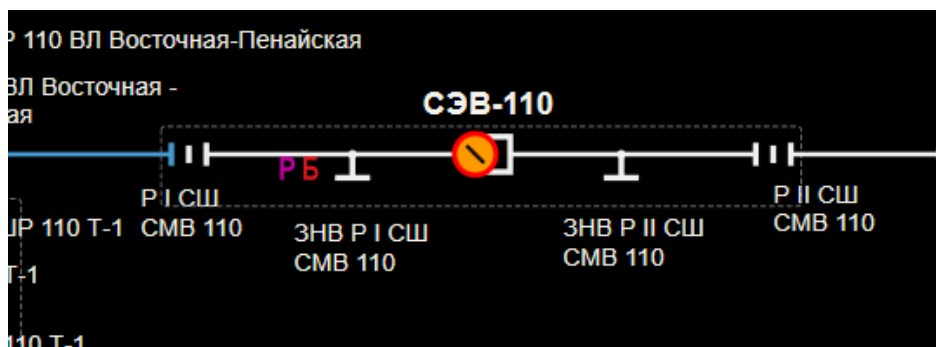 Р 110 ВЛ Восточная-Пенайская
ВЛ Восточная -
ая
СЭВ-110
Р Б
Р I СШ
СМВ 110
Р II СШ
СМВ 110
ЗНВ Р I СШ
СМВ 110
ЗНВ Р II СШ
СМВ 110
ШР 110 Т-1
Т-1
110 Т-1